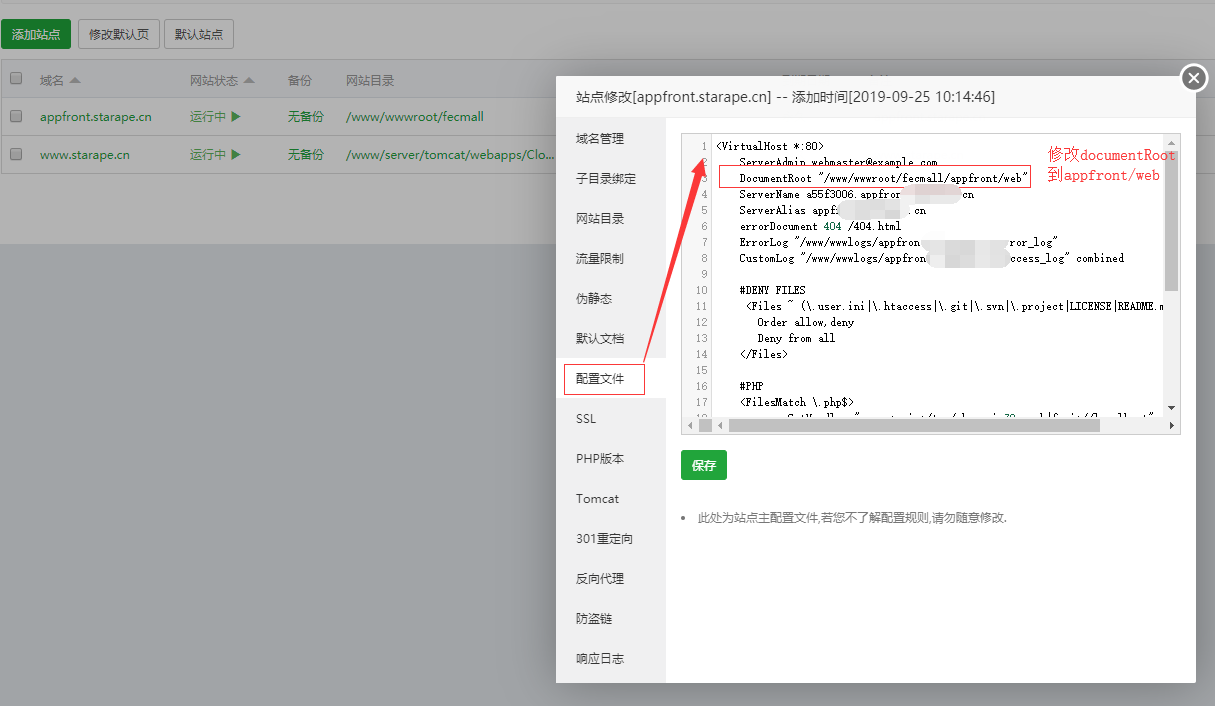 添加站点 修改默认页 默认站点
域名 网站状态 备份 网站目录
appfront.starape.cn 运行中 无备份 /www/wwwroot/fecmall
www.starape.cn 运行中 无备份 /www/server/tomcat/webapps/Clo...
站点修改[appfront.starape.cn] -- 添加时间[2019-09-25 10:14:46]
域名管理
子目录绑定
网站目录
流量限制
伪静态
默认文档
配置文件
SSL
PHP版本
Tomcat
301重定向
反向代理
防盗链
响应日志
1 <VirtualHost *:80>
2 ServerAdmin webmaster@example.com
3 DocumentRoot "/www/wwwroot/fecmall/appfront/web"
4 ServerName a55f3006.appfron cn
5 ServerAlias appf .cn
6 errorDocument 404 /404.html
7 ErrorLog "/www/wwwlogs/appfron ror_log"
8 CustomLog "/www/wwwlogs/appfron ccess_log" combined
9
10 #DENY FILES
11 <Files ~ (\.user.ini|\.htaccess|\.git|\.svn|\.project|LICENSE|README.m
12 Order allow,deny
13 Deny from all
14 </Files>
15
16 #PHP
17 <FilesMatch \.php$>
修改documentRoot
到appfront/web
保存
此处为站点主配置文件,若您不了解配置规则,请勿随意修改.